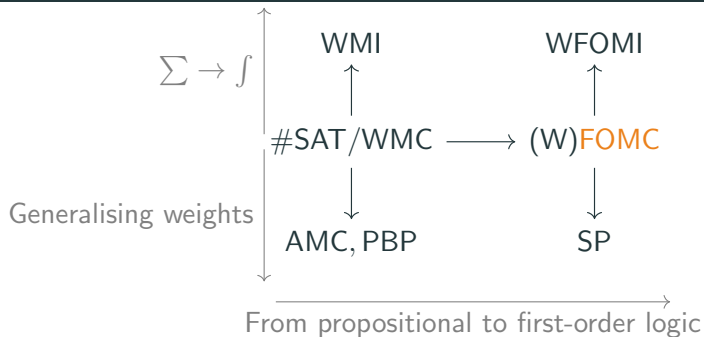 WMI WFOMI
∑ → ∫
#SAT/WMC (W)FOMC
Generalising weights
AMC, PBP SP
From propositional to first-order logic